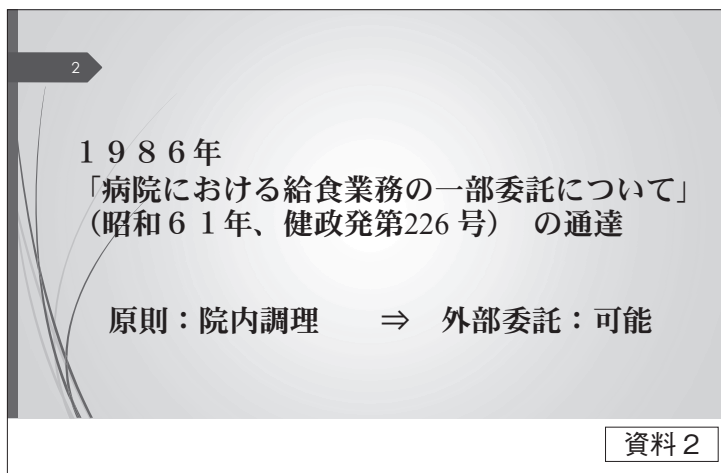 2
１９８６年
「病院における給食業務の一部委託について」
（昭和６１年、健政発第226 号）　の通達
原則：院内調理　　⇒　外部委託：可能
資料２